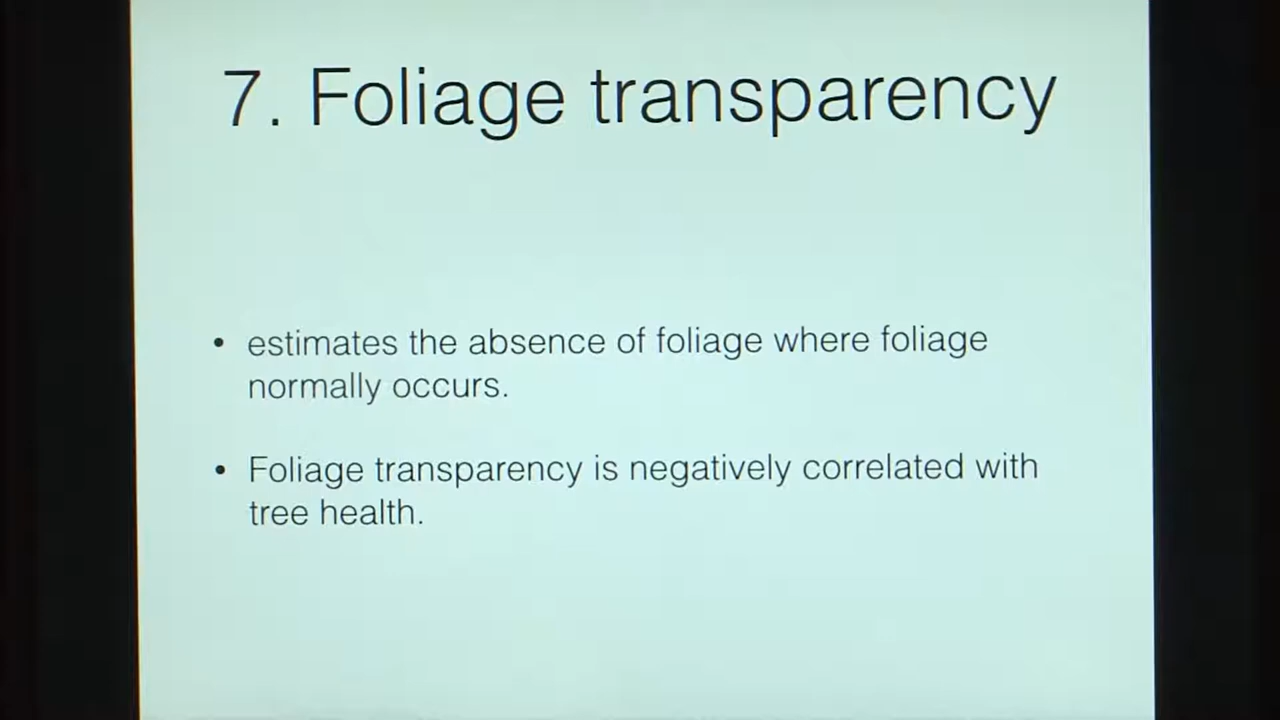 7. Foliage transparency
• estimates the absence of foliage where foliage
normally occurs.
• Foliage transparency is negatively correlated with
tree health.